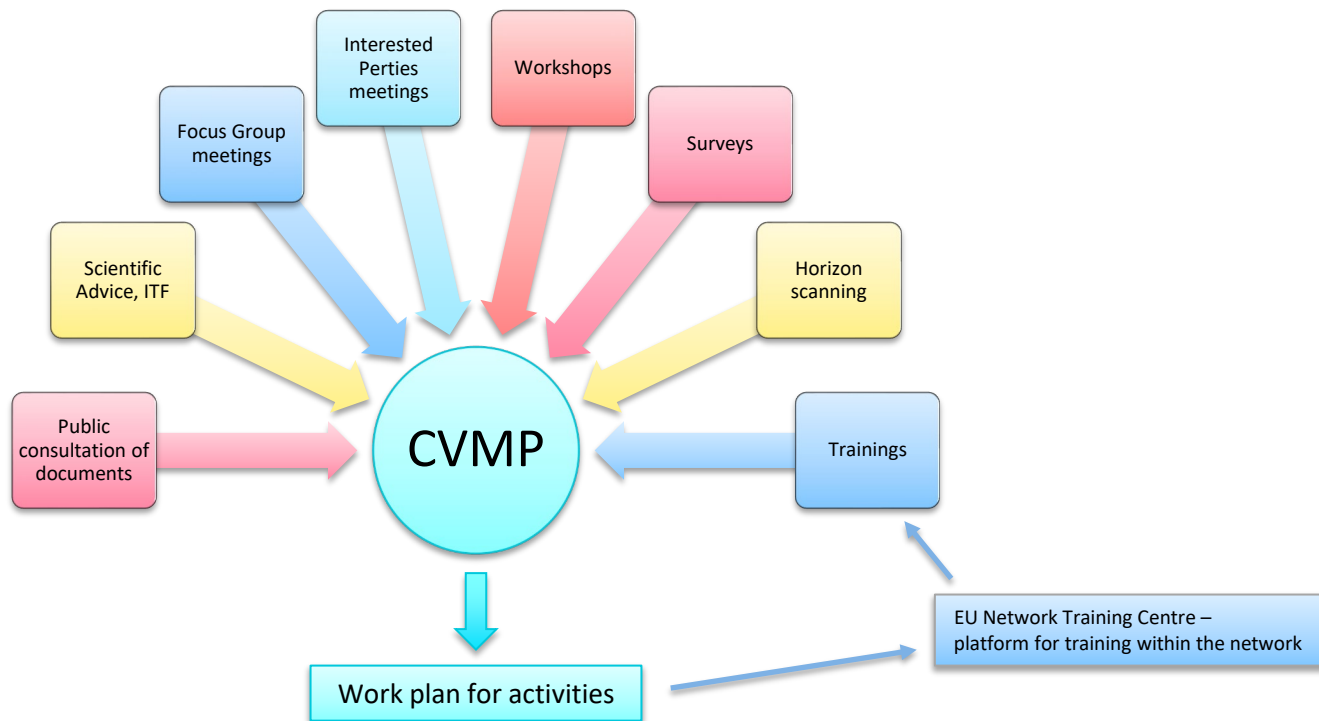 Interested
Perties
meetings
Workshops
Focus Group
meetings
Surveys
Scientific
Advice, ITF
Horizon
scanning
Public
consultation of
documents
CVMP
Trainings
EU Network Training Centre –
platform for training within the network
Work plan for activities